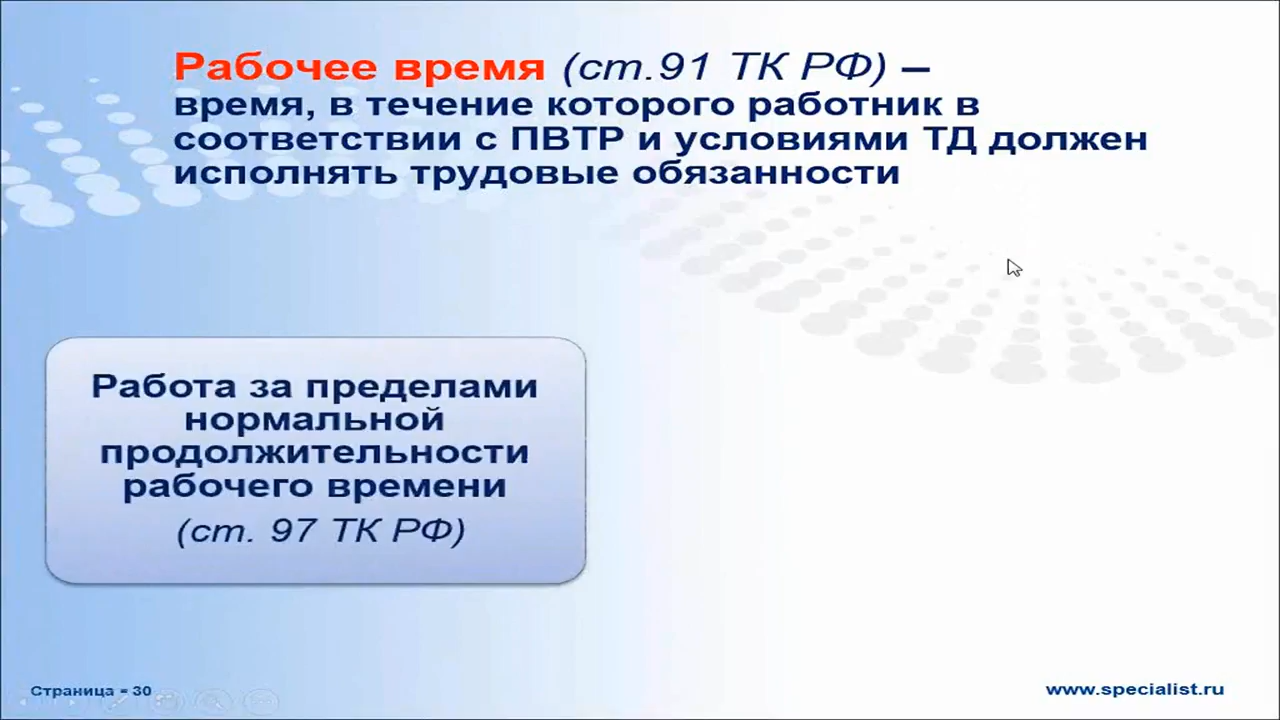 Рабочее время (ст.91 ТК РФ) –
время, в течение которого работник в
соответствии с ПВТР и условиями ТД должен
исполнять трудовые обязанности
Работа за пределами
нормальной
продолжительности
рабочего времени
(ст. 97 ТК РФ)
Страница ▪ 30
www.specialist.ru